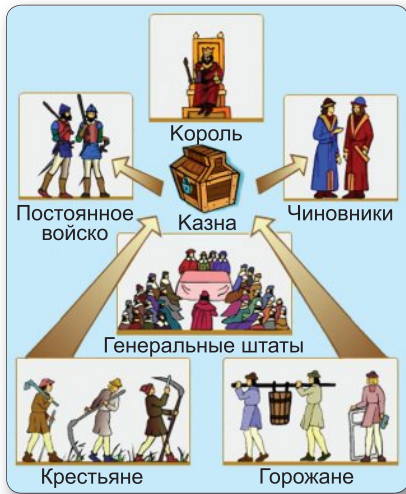 Король
Постоянное
войско
Казна
Чиновники
Генеральные штаты
Крестьяне
Горожане